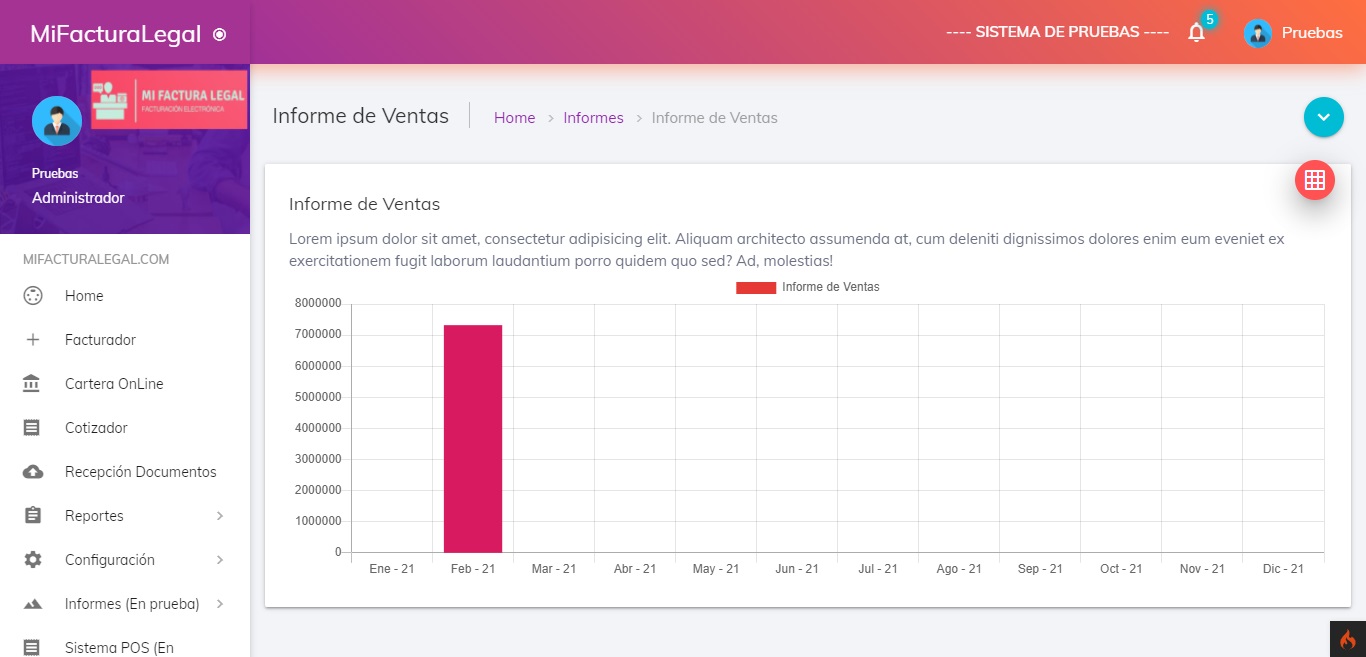 MiFacturaLegal
---- SISTEMA DE PRUEBAS ----
5
Pruebas
MI FACTURA LEGAL
FACTURACIÓN ELECTRÓNICA
Pruebas
Administrador
MIFACTURALEGAL.COM
Home
Facturador
Cartera OnLine
Cotizador
Recepción Documentos
Reportes
Configuración
Informes (En prueba)
Sistema POS (En
Informe de Ventas
Home > Informes > Informe de Ventas
Informe de Ventas
Lorem ipsum dolor sit amet, consectetur adipisicing elit. Aliquam architecto assumenda at, cum deleniti dignissimos dolores enim eum eveniet ex
exercitationem fugit laborum laudantium porro quidem quo sed? Ad, molestias!
Informe de Ventas
8000000
7000000
6000000
5000000
4000000
3000000
2000000
1000000
0
Ene - 21 Feb - 21 Mar - 21 Abr - 21 May - 21 Jun - 21 Jul - 21 Ago - 21 Sep - 21 Oct - 21 Nov - 21 Dic - 21